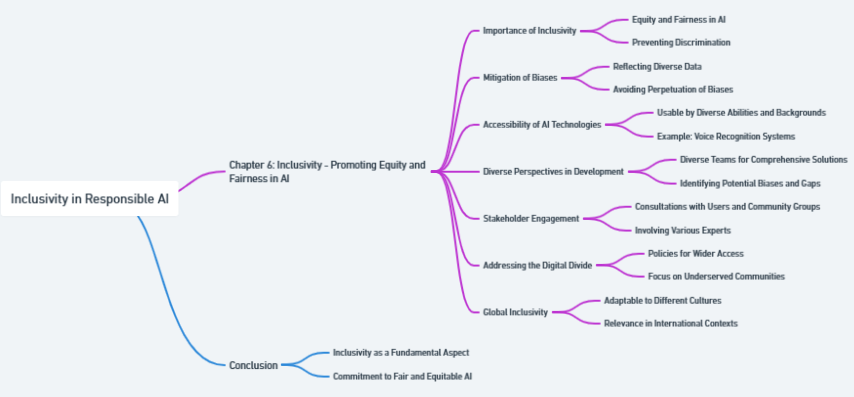 Inclusivity in Responsible AI
Chapter 6: Inclusivity - Promoting Equity and
Fairness in AI
Importance of Inclusivity
Equity and Fairness in AI
Preventing Discrimination
Mitigation of Biases
Reflecting Diverse Data
Avoiding Perpetuation of Biases
Accessibility of AI Technologies
Usable by Diverse Abilities and Backgrounds
Example: Voice Recognition Systems
Diverse Perspectives in Development
Diverse Teams for Comprehensive Solutions
Identifying Potential Biases and Gaps
Stakeholder Engagement
Consultations with Users and Community Groups
Involving Various Experts
Addressing the Digital Divide
Policies for Wider Access
Focus on Underserved Communities
Global Inclusivity
Adaptable to Different Cultures
Relevance in International Contexts
Conclusion
Inclusivity as a Fundamental Aspect
Commitment to Fair and Equitable AI